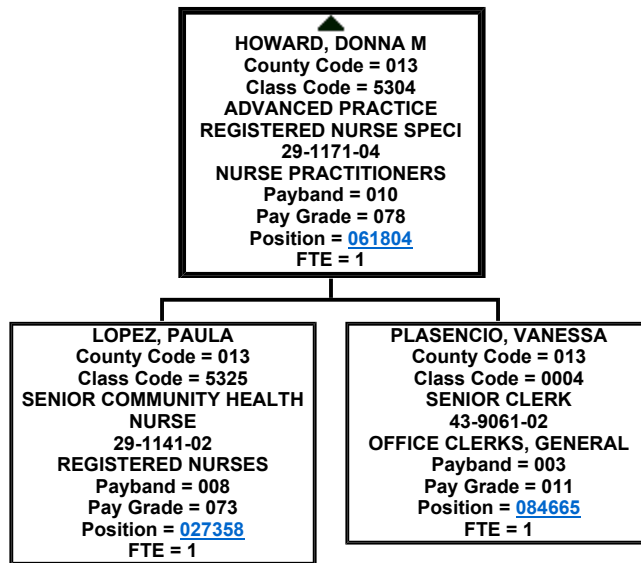 HOWARD, DONNA M
County Code = 013
Class Code = 5304
ADVANCED PRACTICE
REGISTERED NURSE SPECI
29-1171-04
NURSE PRACTITIONERS
Payband = 010
Pay Grade = 078
Position = 061804
FTE = 1
LOPEZ, PAULA
County Code = 013
Class Code = 5325
SENIOR COMMUNITY HEALTH
NURSE
29-1141-02
REGISTERED NURSES
Payband = 008
Pay Grade = 073
Position = 027358
FTE = 1
PLASENCIO, VANESSA
County Code = 013
Class Code = 0004
SENIOR CLERK
43-9061-02
OFFICE CLERKS, GENERAL
Payband = 003
Pay Grade = 011
Position = 084665
FTE = 1